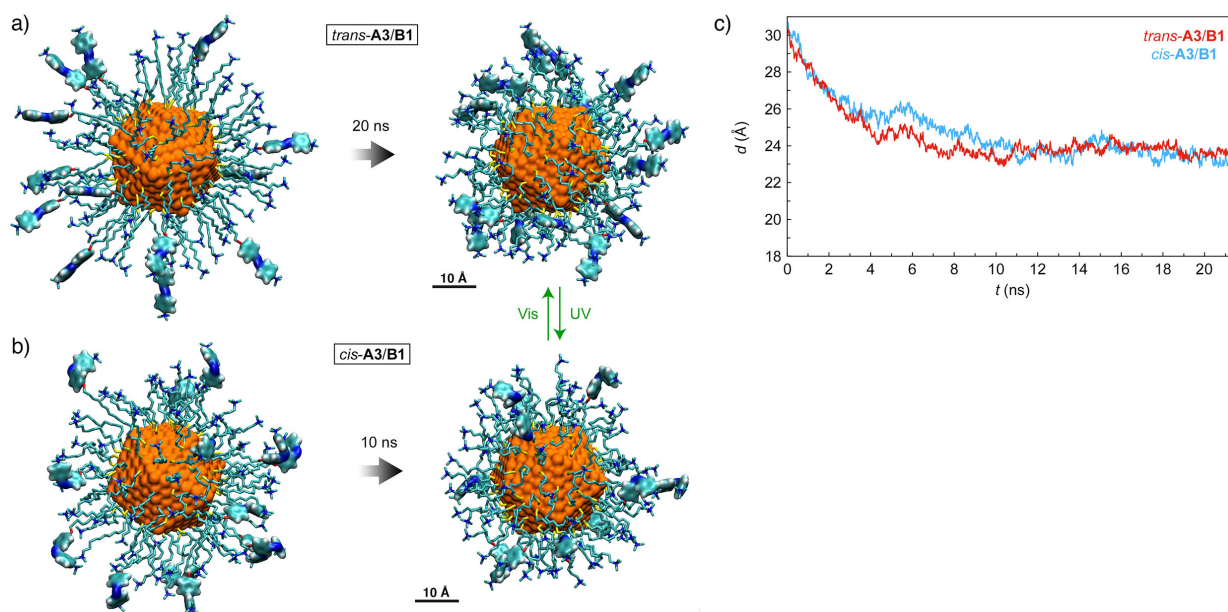 a)
trans-A3/B1
20 ns
10 Å
Vis
UV
b)
cis-A3/B1
10 ns
10 Å
c)
trans-A3/B1
cis-A3/B1
30
28
26
24
22
20
18
d (Å)
0
2
4
6
8
10
12
14
16
18
20
t (ns)